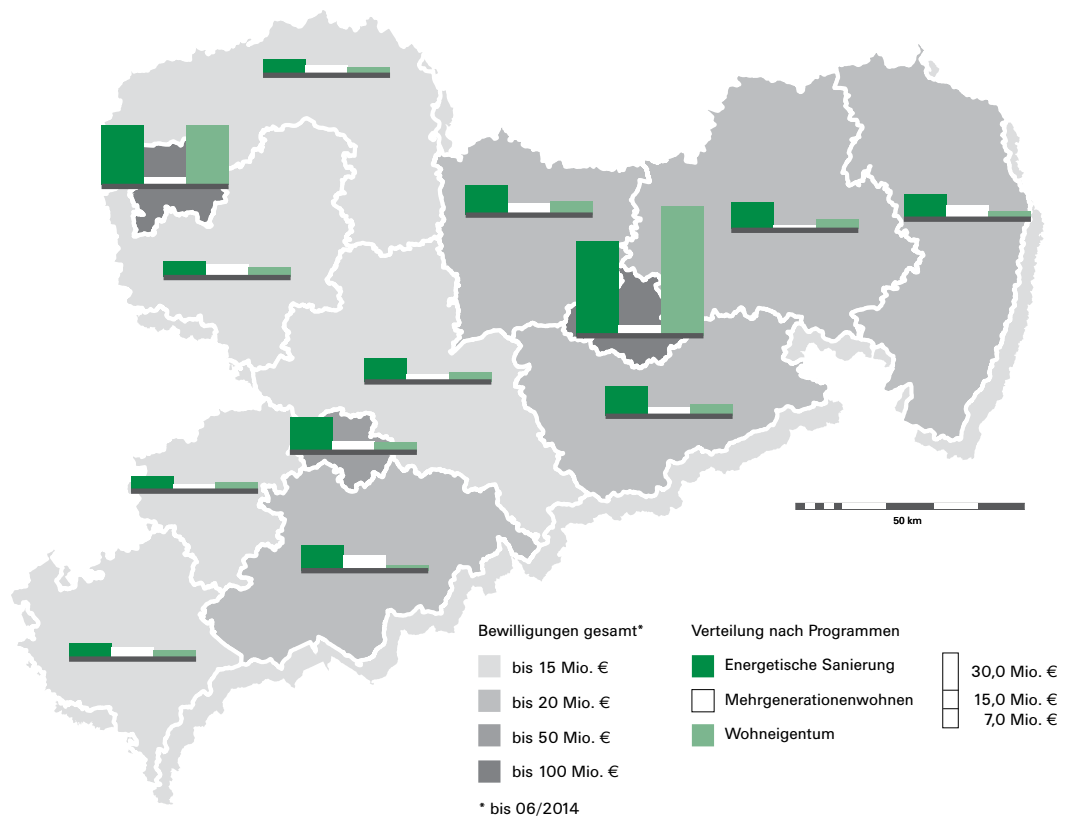 50 km
Bewilligungen gesamt*
bis 15 Mio. €
bis 20 Mio. €
bis 50 Mio. €
bis 100 Mio. €
* bis 06/2014
Verteilung nach Programmen
Energetische Sanierung
Mehrgenerationenwohnen
Wohneigentum
30,0 Mio. €
15,0 Mio. €
7,0 Mio. €